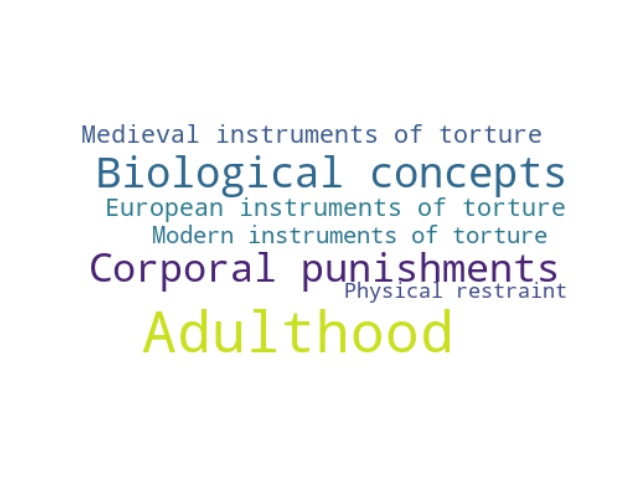 Medieval instruments of torture
Biological concepts
European instruments of torture
Modern instruments of torture
Corporal punishments
Physical restraint
Adulthood